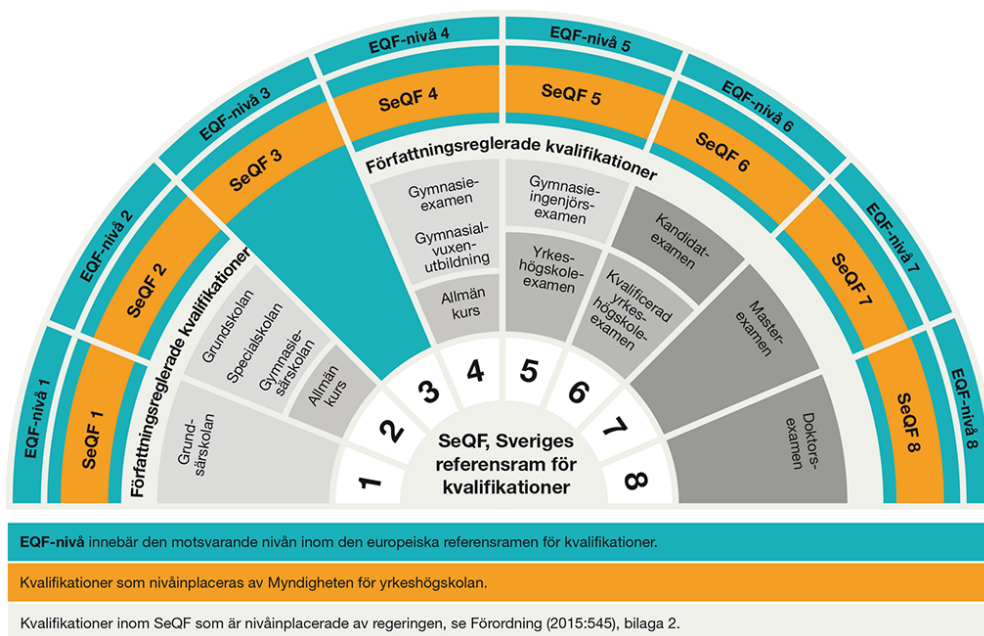 EQF-nivå 1
EQF-nivå 2
EQF-nivå 3
EQF-nivå 4
EQF-nivå 5
EQF-nivå 6
EQF-nivå 7
EQF-nivå 8
SeQF 1
SeQF 2
SeQF 3
SeQF 4
SeQF 5
SeQF 6
SeQF 7
SeQF 8
Författningsreglerade kvalifikationer
Författningsreglerade kvalifikationer
Grund-
särskolan
Grundskolan
Specialskolan
Gymnasie-
särskolan
Allmän
kurs
Gymnasie-
examen
Gymnasial-
vuxen-
utbildning
Allmän
kurs
Gymnasie-
ingenjörs-
examen
Yrkes-
högskole-
examen
Kandidat-
examen
Kvalificerad
yrkes-
högskole-
examen
Master-
examen
Doktors-
examen
1
2
3
4
5
6
7
8
SeQF, Sveriges
referensram för
kvalifikationer
EQF-nivå innebär den motsvarande nivån inom den europeiska referensramen för kvalifikationer.
Kvalifikationer som nivåinplaceras av Myndigheten för yrkeshögskolan.
Kvalifikationer inom SeQF som är nivåinplacerade av regeringen, se Förordning (2015:545), bilaga 2.